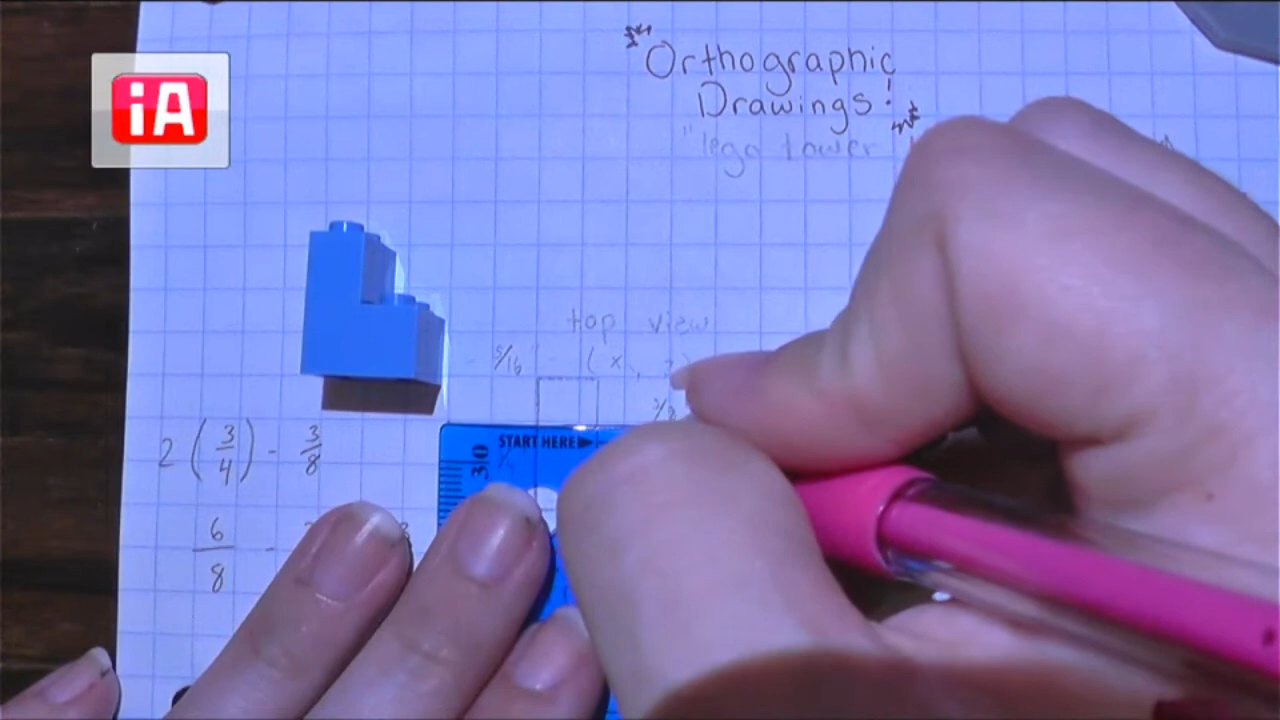 iA
Orthographic
Drawings!
"lego tower
top view
5/16" - (x,
3/8
START HERE
30
2 (3/4) - 3/8
6/8 -